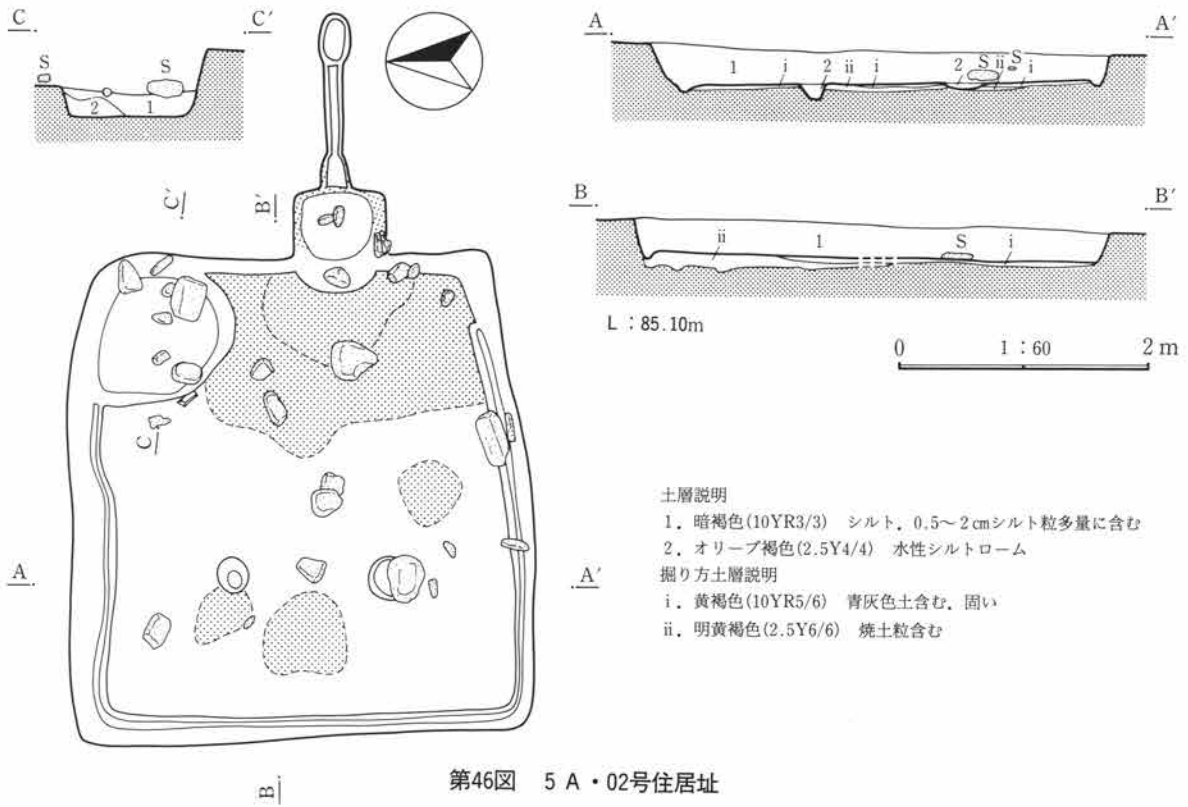 C C′
S S
2 1
A A′
1 i 2 ii i 2 S S ii i
B B′
ii 1 S i
L：85.10m
0 1：60 2m
C′ B′
C
土層説明
1．暗褐色(10YR3/3) シルト，0.5～2cmシルト粒多量に含む
2．オリーブ褐色(2.5Y4/4) 水性シルトローム
掘り方土層説明
i．黄褐色(10YR5/6) 青灰色土含む，固い
ii．明黄褐色(2.5Y6/6) 焼土粒含む
A A′
B
第46図 5A・02号住居址